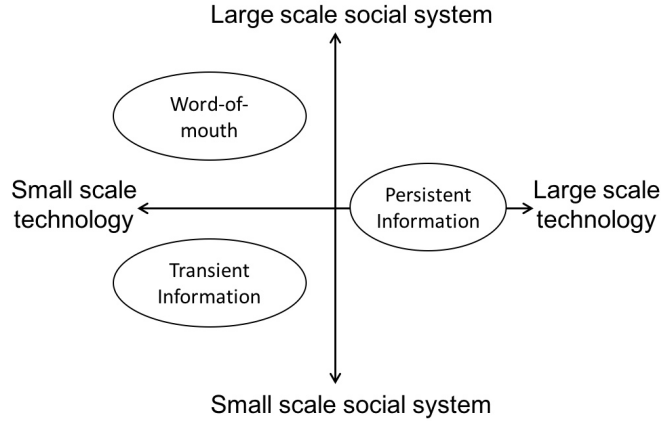 Large scale social system
Word-of-
mouth
Small scale
technology
Persistent
Information
Large scale
technology
Transient
Information
Small scale social system